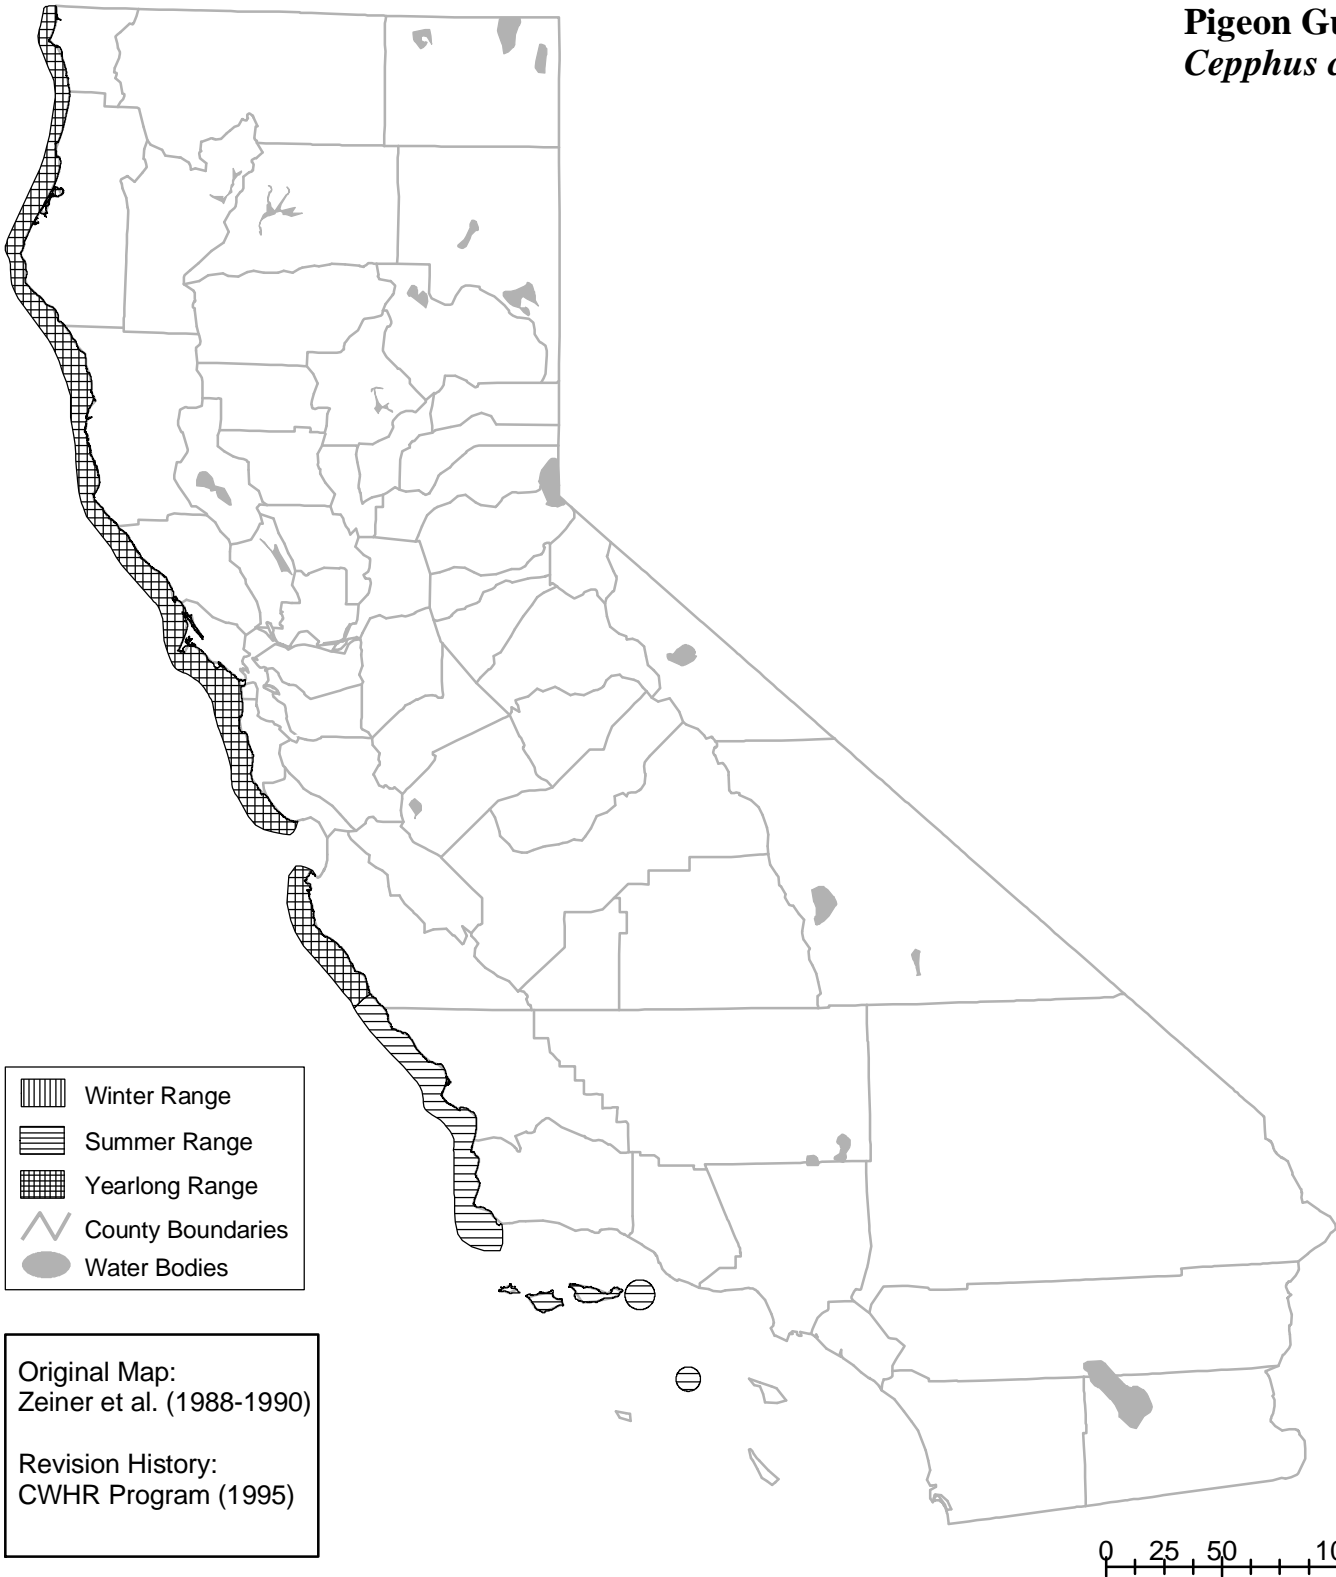 Pigeon Gu
Cepphus c
Winter Range
Summer Range
Yearlong Range
County Boundaries
Water Bodies
Original Map:
Zeiner et al. (1988-1990)
Revision History:
CWHR Program (1995)
0 25 50 10